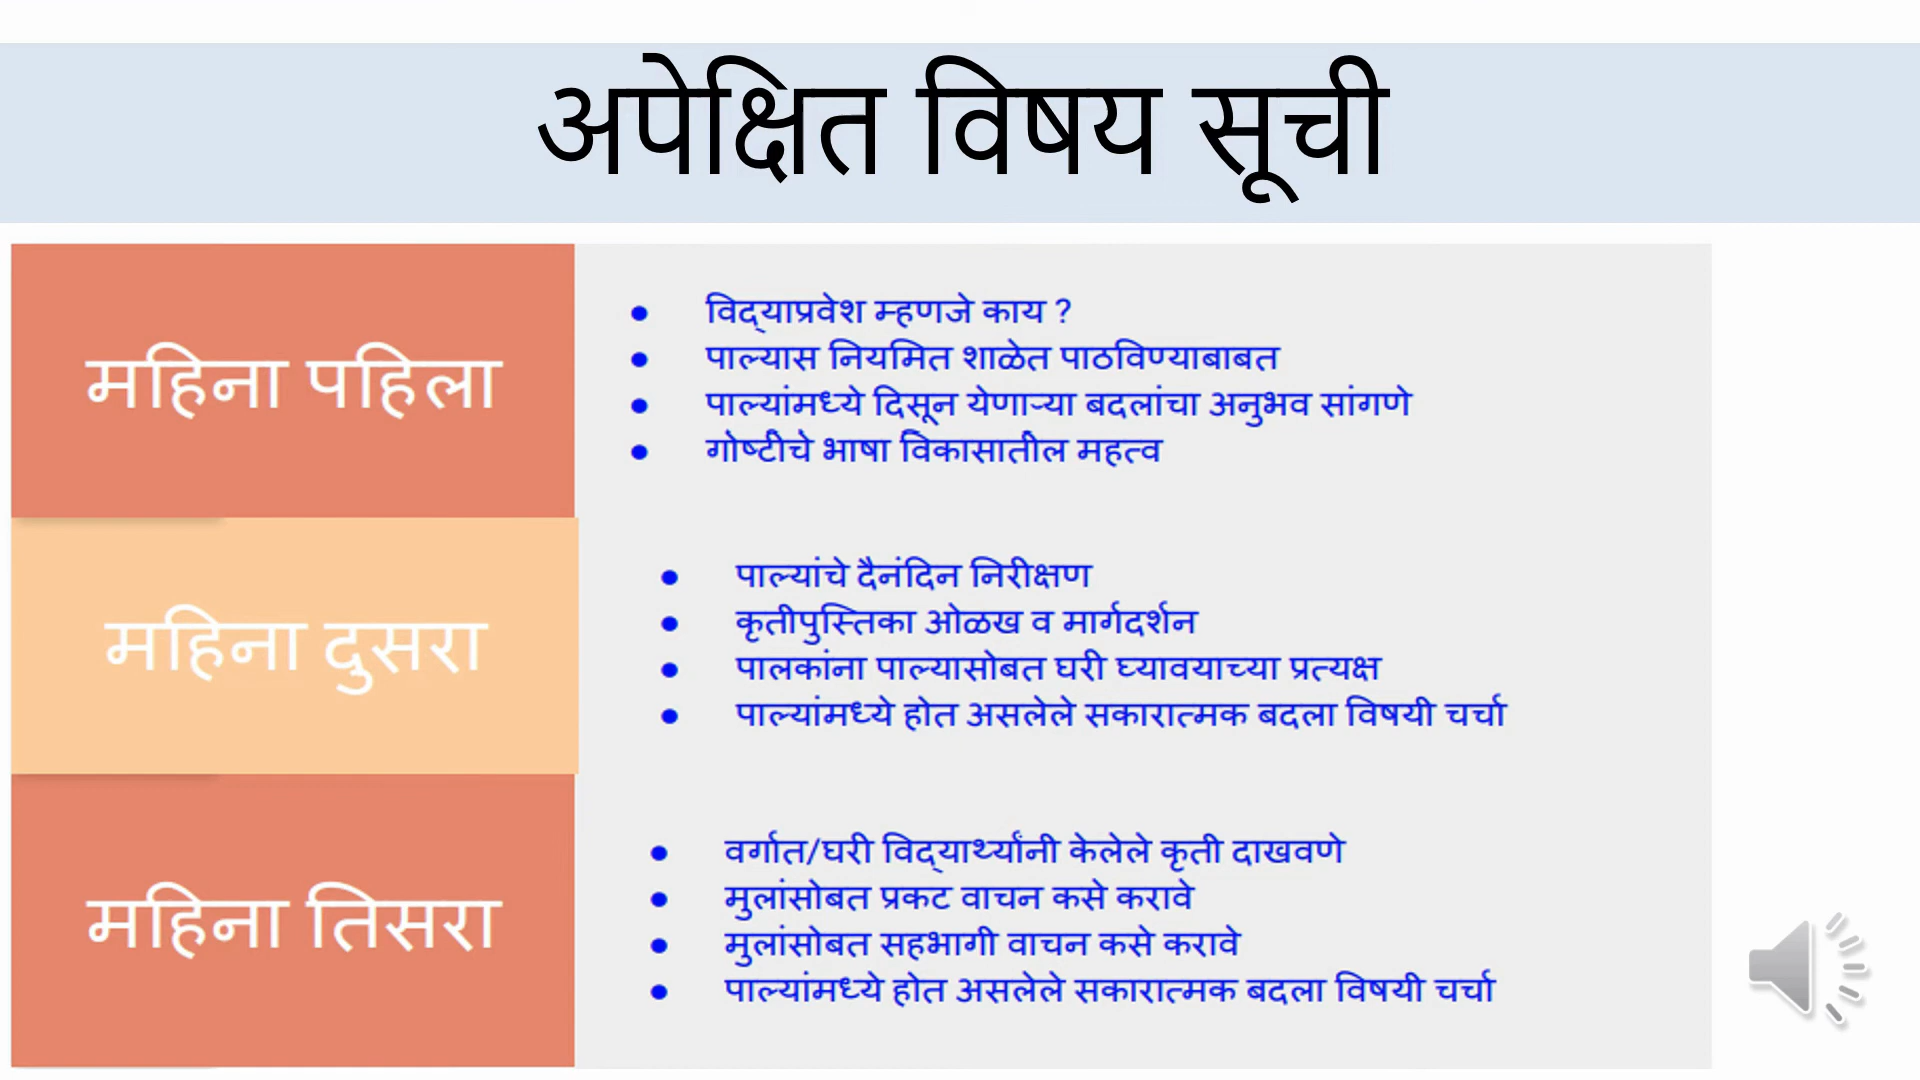 अपेक्षित विषय सूची
महिना पहिला
● विद्‌याप्रवेश म्हणजे काय ?
● पाल्यास नियमित शाळेत पाठविण्याबाबत
● पाल्यांमध्ये दिसून येणाऱ्या बदलांचा अनुभव सांगणे
● गोष्टीचे भाषा विकासातील महत्व
महिना दुसरा
● पाल्यांचे दैनंदिन निरीक्षण
● कृतीपुस्तिका ओळख व मार्गदर्शन
● पालकांना पाल्यासोबत घरी घ्यावयाच्या प्रत्यक्ष
● पाल्यांमध्ये होत असलेले सकारात्मक बदला विषयी चर्चा
महिना तिसरा
● वर्गात/घरी विद्‌यार्थ्यांनी केलेले कृती दाखवणे
● मुलांसोबत प्रकट वाचन कसे करावे
● मुलांसोबत सहभागी वाचन कसे करावे
● पाल्यांमध्ये होत असलेले सकारात्मक बदला विषयी चर्चा